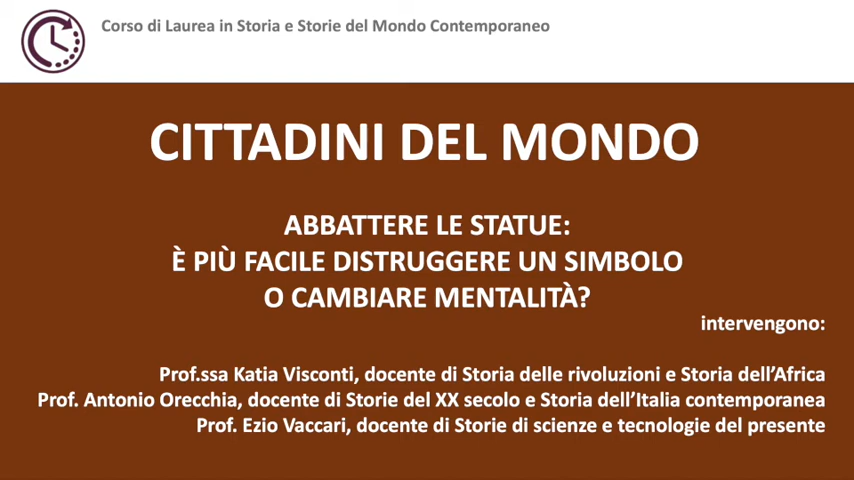 Corso di Laurea in Storia e Storie del Mondo Contemporaneo
CITTADINI DEL MONDO
ABBATTERE LE STATUE:
È PIÙ FACILE DISTRUGGERE UN SIMBOLO
O CAMBIARE MENTALITÀ?
intervengono:
Prof.ssa Katia Visconti, docente di Storia delle rivoluzioni e Storia dell’Africa
Prof. Antonio Orecchia, docente di Storie del XX secolo e Storia dell’Italia contemporanea
Prof. Ezio Vaccari, docente di Storie di scienze e tecnologie del presente